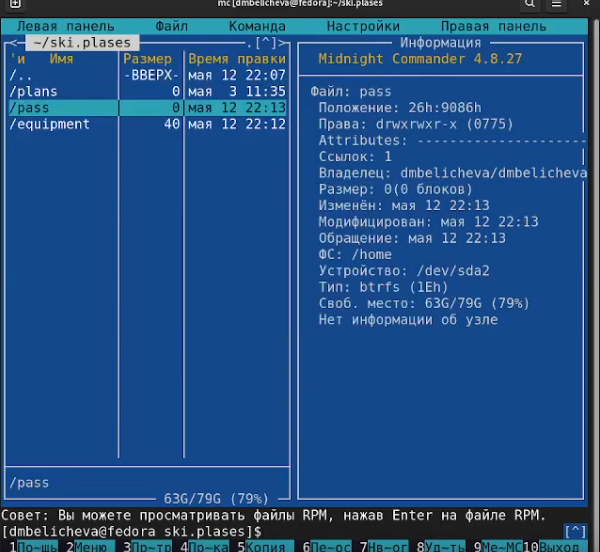 mc [dmbelicheva@fedora]:~/ski.plases
Левая панель Файл Команда Настройки Правая панель
<─ ~/ski.plases .[^]>
'и Имя Размер Время правки
/.. -ВВЕРХ- мая 12 22:07
/plans 0 мая 3 11:35
/pass 0 мая 12 22:13
/equipment 40 мая 12 22:12
/pass
63G/79G (79%)
Информация
Midnight Commander 4.8.27
Файл: pass
Положение: 26h:9086h
Права: drwxrwxr-x (0775)
Attributes: ---------------------
Ссылок: 1
Владелец: dmbelicheva/dmbelicheva
Размер: 0(0 блоков)
Изменён: мая 12 22:13
Модифицирован: мая 12 22:13
Обращение: мая 12 22:13
ФС: /home
Устройство: /dev/sda2
Тип: btrfs (1Eh)
Своб. место: 63G/79G (79%)
Нет информации об узле
Совет: Вы можете просматривать файлы RPM, нажав Enter на файле RPM.
[dmbelicheva@fedora ski.plases]$ [^]
1По~щь 2Меню 3Пр~тр 4Пр~ка 5Копия 6Пе~ос 7Нв~ог 8Уд~ть 9Ме~MC 10Выход